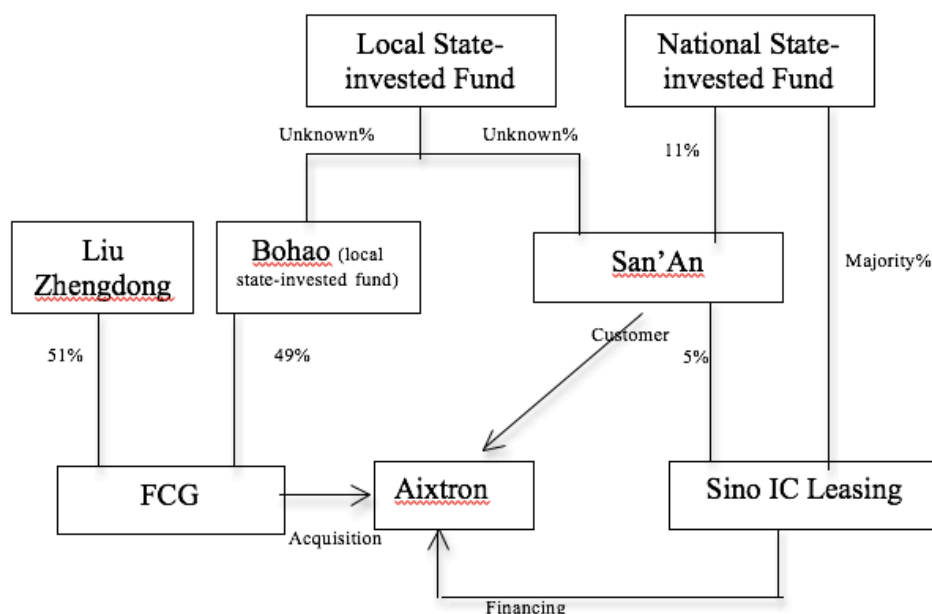 Local State-
invested Fund
National State-
invested Fund
Unknown%
Unknown%
11%
Liu
Zhengdong
Bohao (local
state-invested fund)
San’An
Majority%
51%
49%
Customer
5%
FCG
Aixtron
Sino IC Leasing
Acquisition
Financing